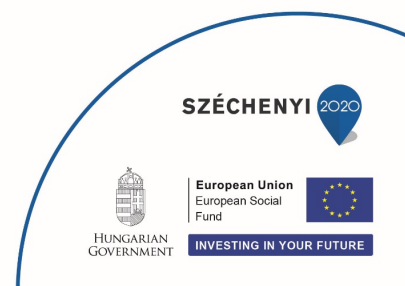 SZÉCHENYI 2020
European Union
European Social
Fund
HUNGARIAN
GOVERNMENT
INVESTING IN YOUR FUTURE